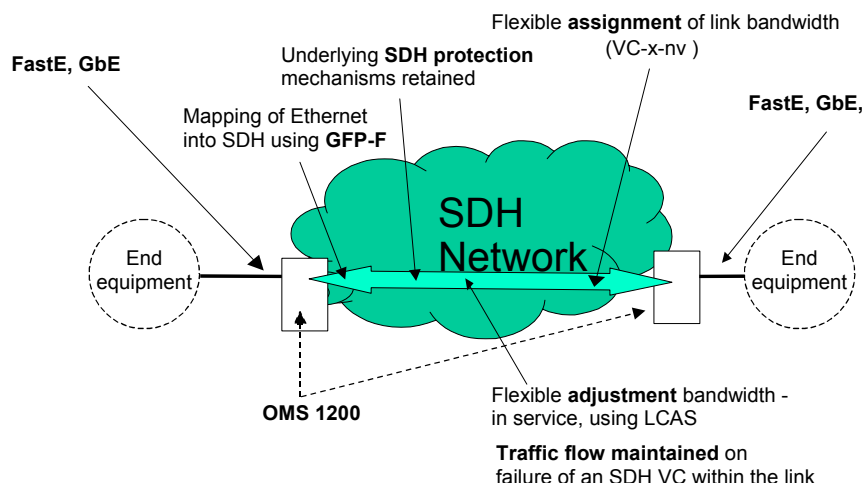 Flexible assignment of link bandwidth
(VC-x-nv )
Underlying SDH protection
mechanisms retained
FastE, GbE
FastE, GbE,
Mapping of Ethernet
into SDH using GFP-F
SDH
Network
End
equipment
End
equipment
OMS 1200
Flexible adjustment bandwidth -
in service, using LCAS
Traffic flow maintained on
failure of an SDH VC within the link